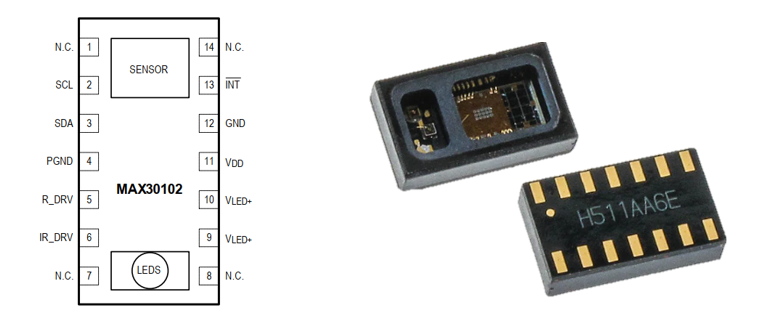 N.C. 1 14 N.C.
SENSOR
SCL 2 13 INT
SDA 3 12 GND
PGND 4 11 VDD
MAX30102
R_DRV 5 10 VLED+
IR_DRV 6 9 VLED+
LEDS
N.C. 7 8 N.C.
H511AA6E